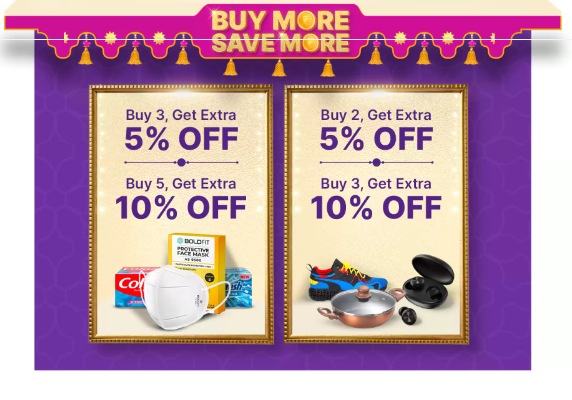 BUY MORE
SAVE MORE
Buy 3, Get Extra
5% OFF
Buy 5, Get Extra
10% OFF
BOLDFIT
PROTECTIVE
FACE MASK
Buy 2, Get Extra
5% OFF
Buy 3, Get Extra
10% OFF